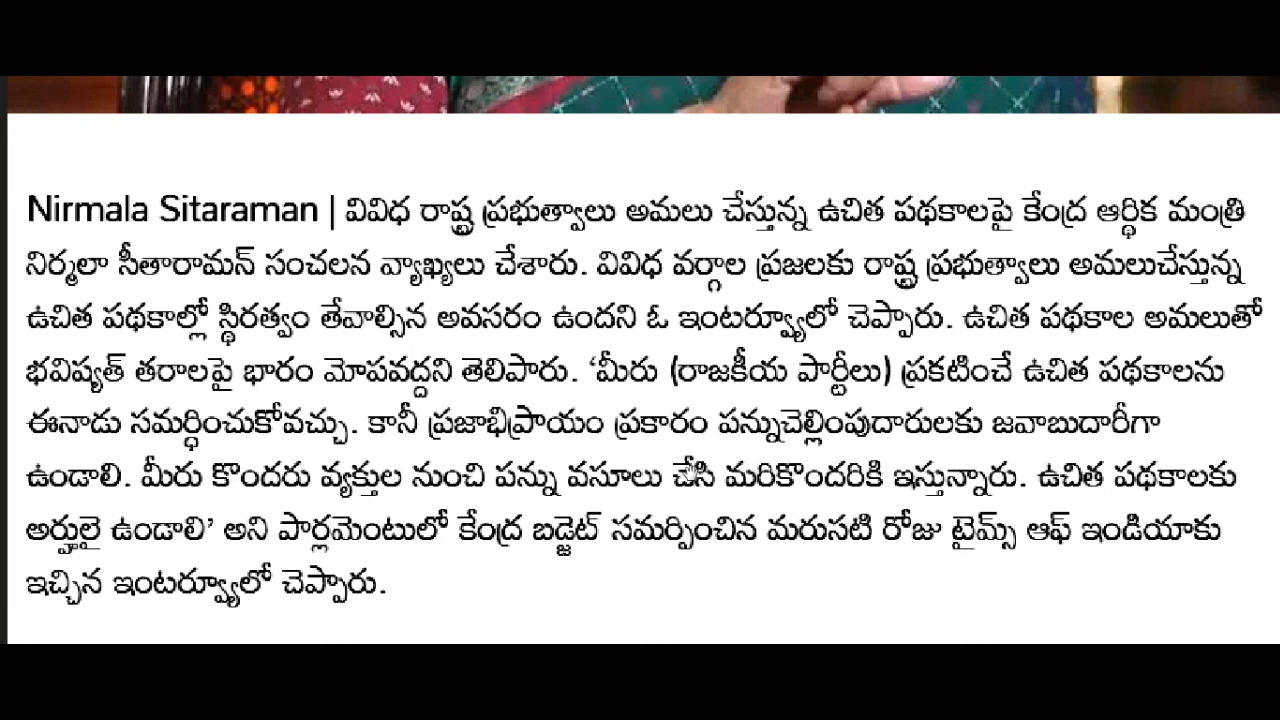 Nirmala Sitaraman | వివిధ రాష్ట్ర ప్రభుత్వాలు అమలు చేస్తున్న ఉచిత పథకాలపై కేంద్ర ఆర్థిక మంత్రి
నిర్మలా సీతారామన్ సంచలన వ్యాఖ్యలు చేశారు. వివిధ వర్గాల ప్రజలకు రాష్ట్ర ప్రభుత్వాలు అమలుచేస్తున్న
ఉచిత పథకాల్లో స్థిరత్వం తేవాల్సిన అవసరం ఉందని ఓ ఇంటర్వ్యూలో చెప్పారు. ఉచిత పథకాల అమలుతో
భవిష్యత్ తరాలపై భారం మోపవద్దని తెలిపారు. ‘మీరు (రాజకీయ పార్టీలు) ప్రకటించే ఉచిత పథకాలను
ఈనాడు సమర్ధించుకోవచ్చు. కానీ ప్రజాభిప్రాయం ప్రకారం పన్నుచెల్లింపుదారులకు జవాబుదారీగా
ఉండాలి. మీరు కొందరు వ్యక్తుల నుంచి పన్ను వసూలు చేసి మరికొందరికి ఇస్తున్నారు. ఉచిత పథకాలకు
అర్హులై ఉండాలి’ అని పార్లమెంటులో కేంద్ర బడ్జెట్ సమర్పించిన మరుసటి రోజు టైమ్స్ ఆఫ్ ఇండియాకు
ఇచ్చిన ఇంటర్వ్యూలో చెప్పారు.